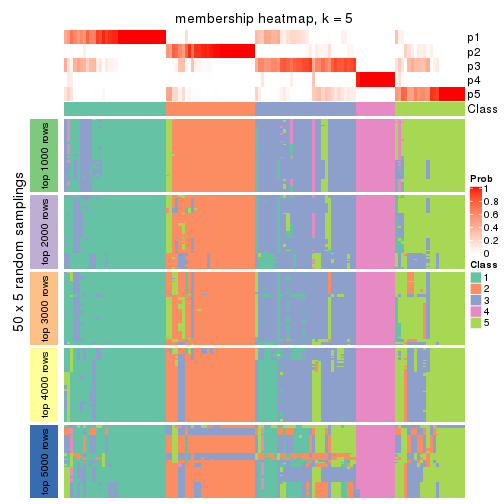 membership heatmap, k = 5
p1
p2
p3
p4
p5
Class
50 x 5 random samplings
top 1000 rows
top 2000 rows
top 3000 rows
top 4000 rows
top 5000 rows
Prob
1
0.8
0.6
0.4
0.2
0
Class
1
2
3
4
5